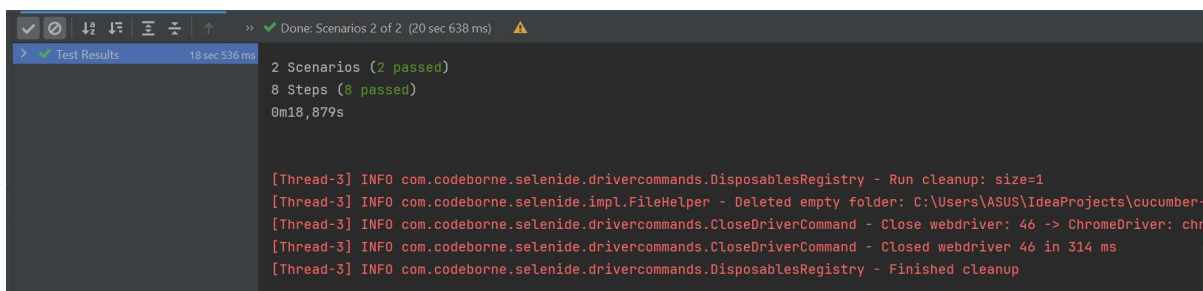 Done: Scenarios 2 of 2 (20 sec 638 ms)
Test Results 18 sec 536 ms
2 Scenarios (2 passed)
8 Steps (8 passed)
0m18,879s
[Thread-3] INFO com.codeborne.selenide.drivercommands.DisposablesRegistry - Run cleanup: size=1
[Thread-3] INFO com.codeborne.selenide.impl.FileHelper - Deleted empty folder: C:\Users\ASUS\IdeaProjects\cucumber-
[Thread-3] INFO com.codeborne.selenide.drivercommands.CloseDriverCommand - Close webdriver: 46 -> ChromeDriver: chr
[Thread-3] INFO com.codeborne.selenide.drivercommands.CloseDriverCommand - Closed webdriver 46 in 314 ms
[Thread-3] INFO com.codeborne.selenide.drivercommands.DisposablesRegistry - Finished cleanup